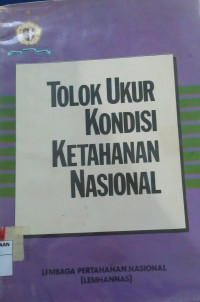 TOLOK UKUR
KONDISI
KETAHANAN
NASIONAL
LEMBAGA PERTAHANAN NASIONAL
(LEMHANNAS)